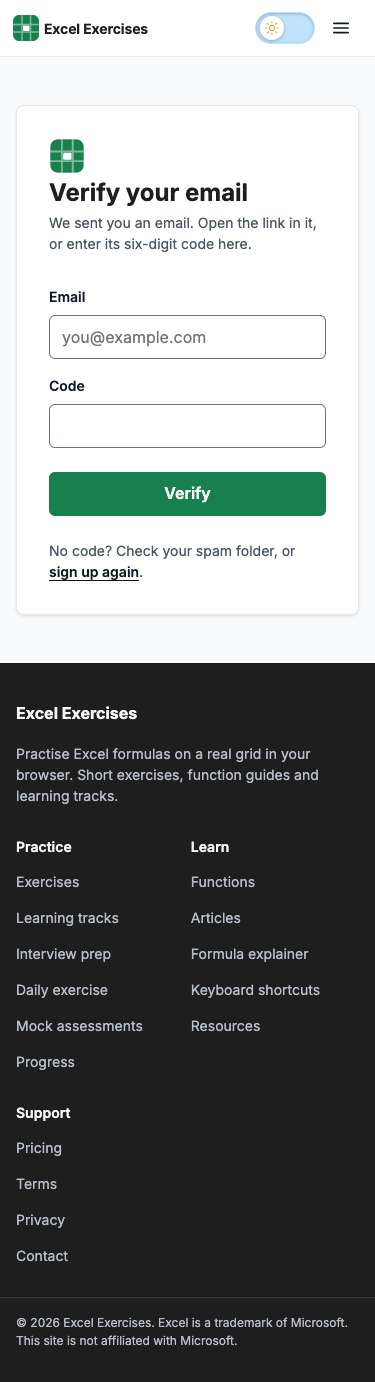 Excel Exercises
Verify your email
We sent you an email. Open the link in it,
or enter its six-digit code here.
Email
you@example.com
Code
Verify
No code? Check your spam folder, or
sign up again.
Excel Exercises
Practise Excel formulas on a real grid in your
browser. Short exercises, function guides and
learning tracks.
Practice
Exercises
Learning tracks
Interview prep
Daily exercise
Mock assessments
Progress
Learn
Functions
Articles
Formula explainer
Keyboard shortcuts
Resources
Support
Pricing
Terms
Privacy
Contact
© 2026 Excel Exercises. Excel is a trademark of Microsoft.
This site is not affiliated with Microsoft.